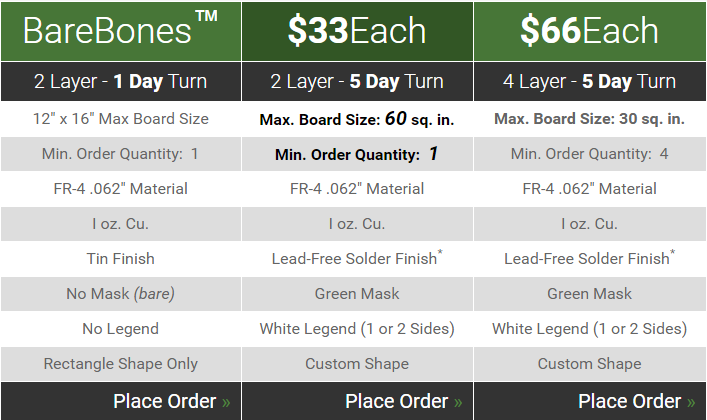 BareBones™ $33Each $66Each
2 Layer - 1 Day Turn 2 Layer - 5 Day Turn 4 Layer - 5 Day Turn
12" x 16" Max Board Size Max. Board Size: 60 sq. in. Max. Board Size: 30 sq. in.
Min. Order Quantity: 1 Min. Order Quantity: 1 Min. Order Quantity: 4
FR-4 .062" Material FR-4 .062" Material FR-4 .062" Material
I oz. Cu. I oz. Cu. I oz. Cu.
Tin Finish Lead-Free Solder Finish* Lead-Free Solder Finish*
No Mask (bare) Green Mask Green Mask
No Legend White Legend (1 or 2 Sides) White Legend (1 or 2 Sides)
Rectangle Shape Only Custom Shape Custom Shape
Place Order » Place Order » Place Order »